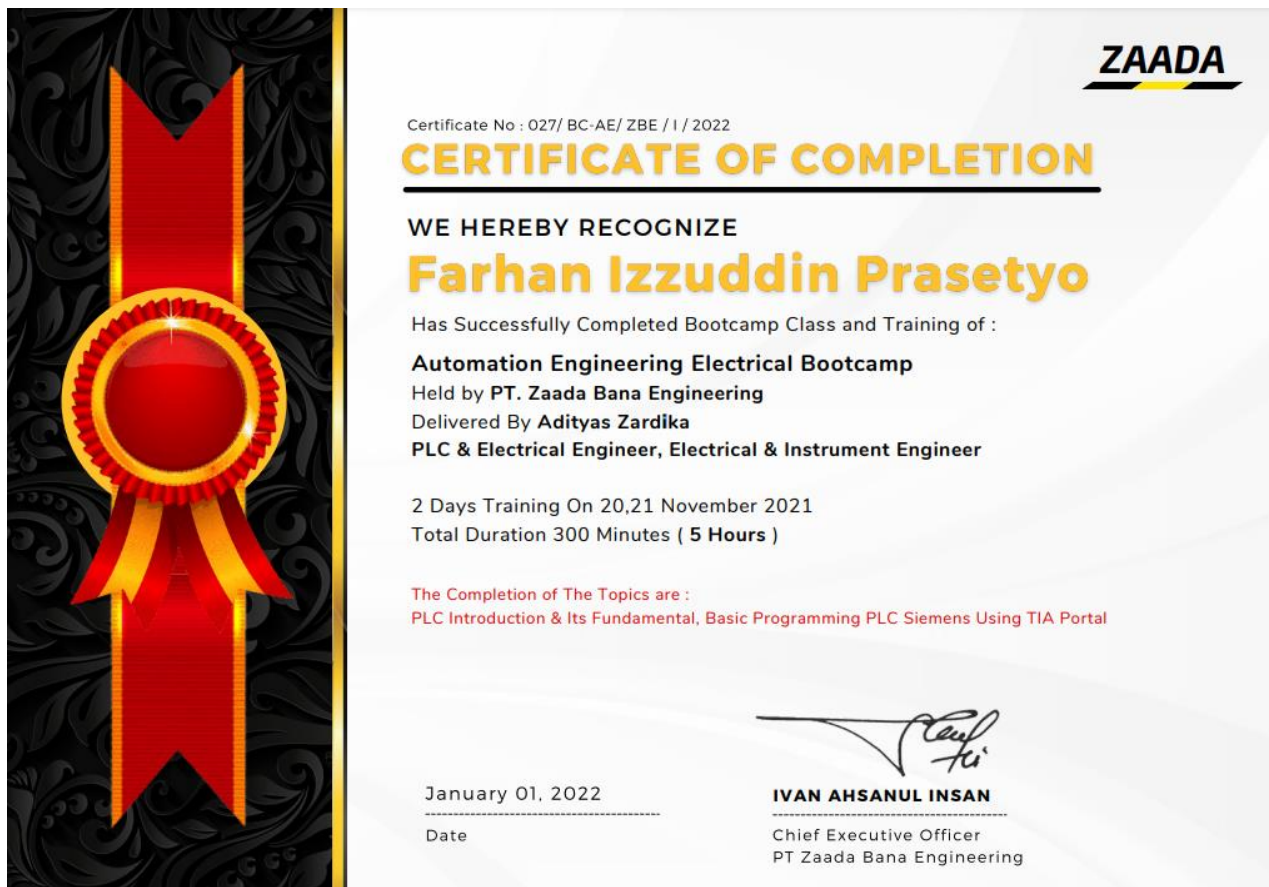 ZAADA
Certificate No : 027/ BC-AE/ ZBE / I / 2022
CERTIFICATE OF COMPLETION
WE HEREBY RECOGNIZE
Farhan Izzuddin Prasetyo
Has Successfully Completed Bootcamp Class and Training of :
Automation Engineering Electrical Bootcamp
Held by PT. Zaada Bana Engineering
Delivered By Adityas Zardika
PLC & Electrical Engineer, Electrical & Instrument Engineer
2 Days Training On 20,21 November 2021
Total Duration 300 Minutes ( 5 Hours )
The Completion of The Topics are :
PLC Introduction & Its Fundamental, Basic Programming PLC Siemens Using TIA Portal
January 01, 2022
Date
IVAN AHSANUL INSAN
Chief Executive Officer
PT Zaada Bana Engineering